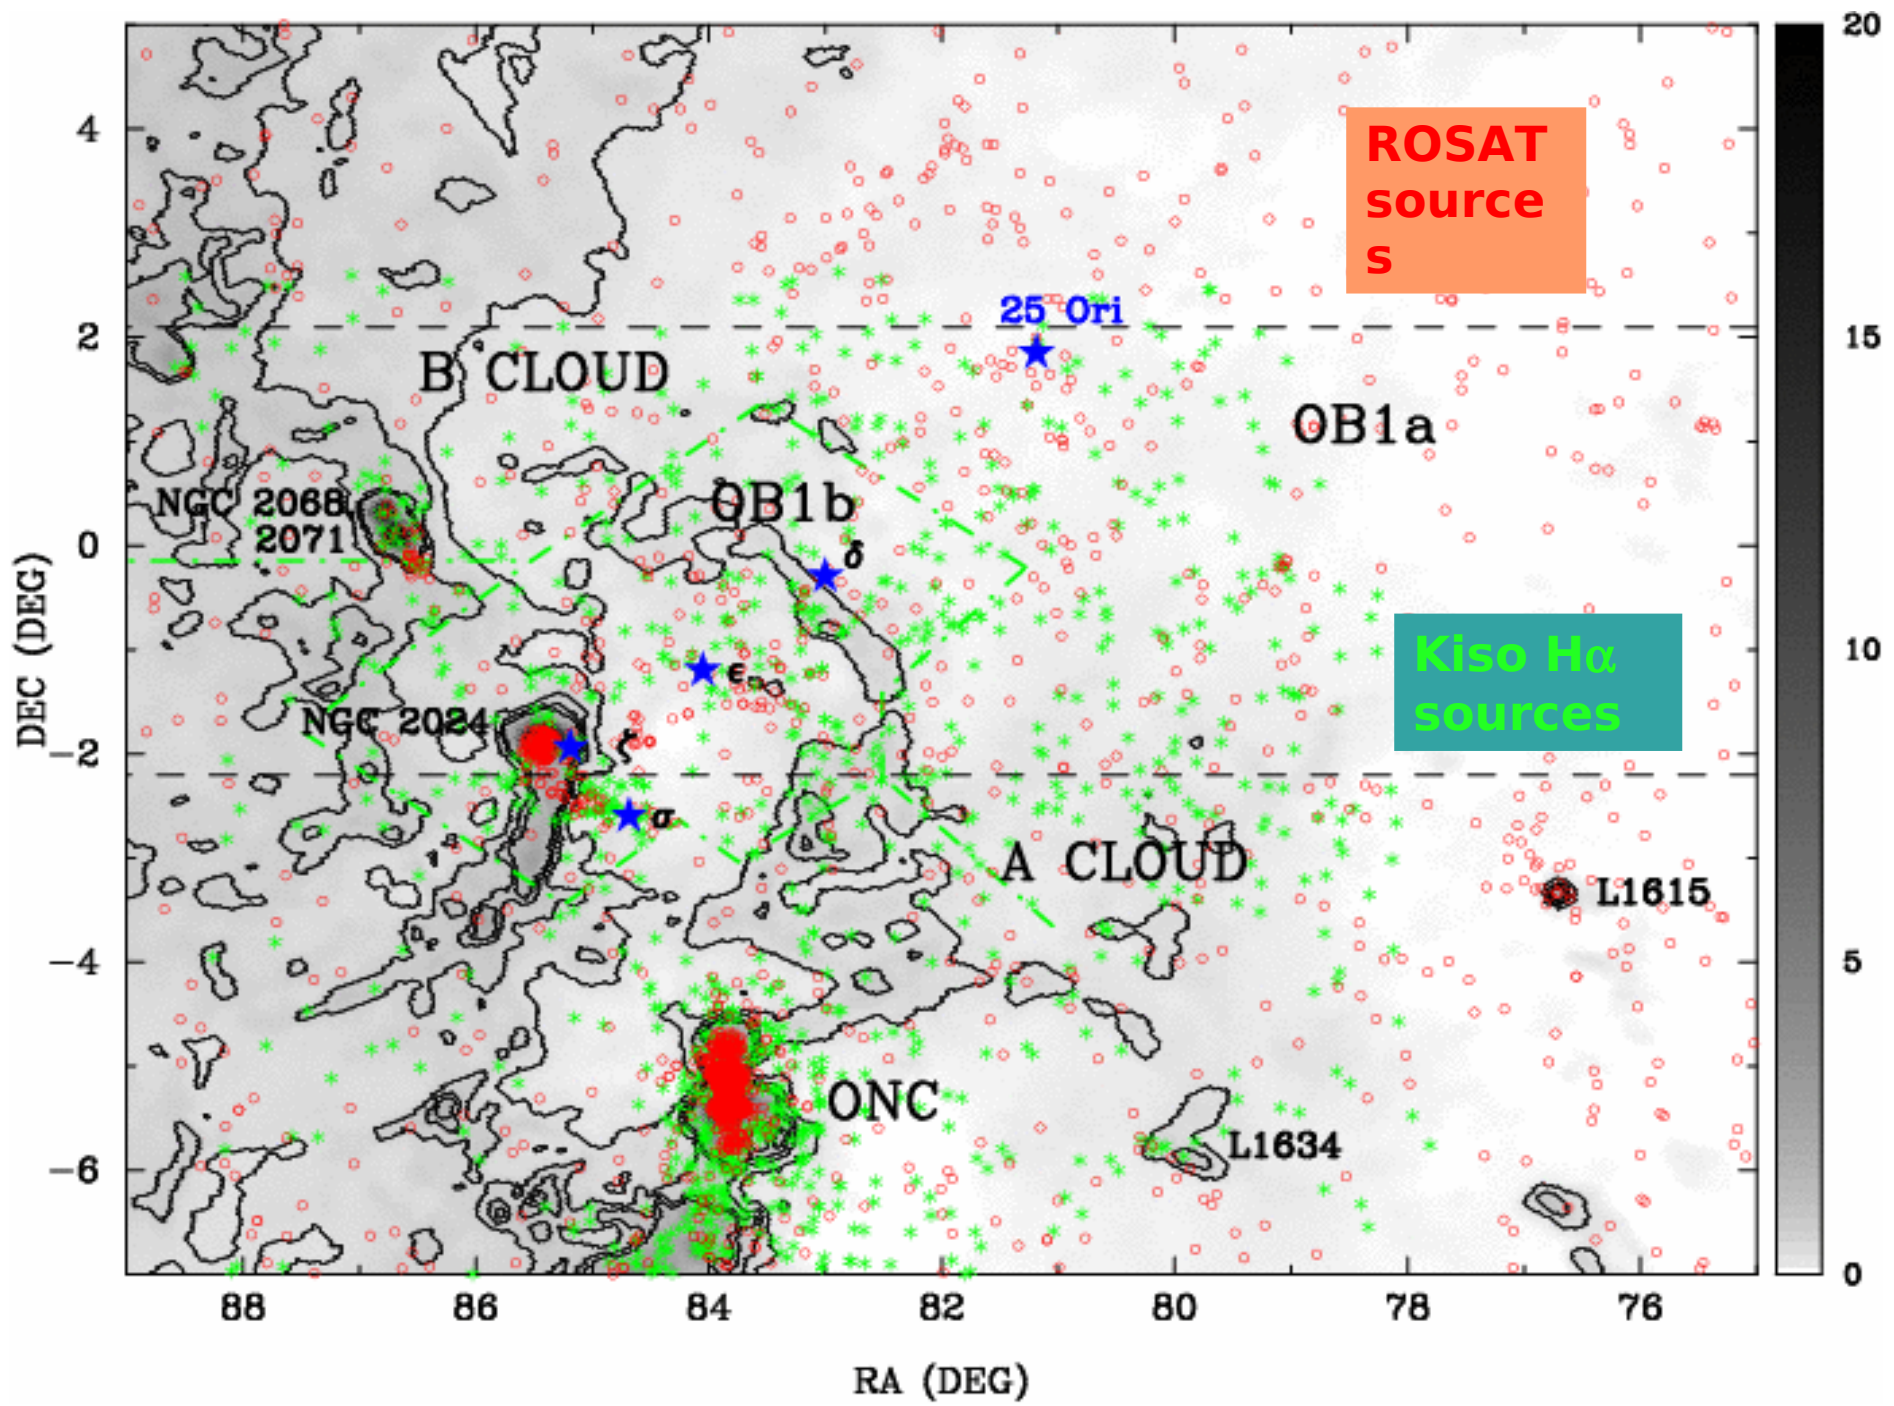 20
15
10
5
0
4
2
0
−2
−4
−6
DEC (DEG)
88
86
84
82
80
78
76
RA (DEG)
ROSAT
source
s
25 Ori
B CLOUD
OB1a
NGC 2068
2071
OB1b
δ
ϵ
Kiso Hα
sources
NGC 2024
ζ
σ
A CLOUD
L1615
ONC
L1634